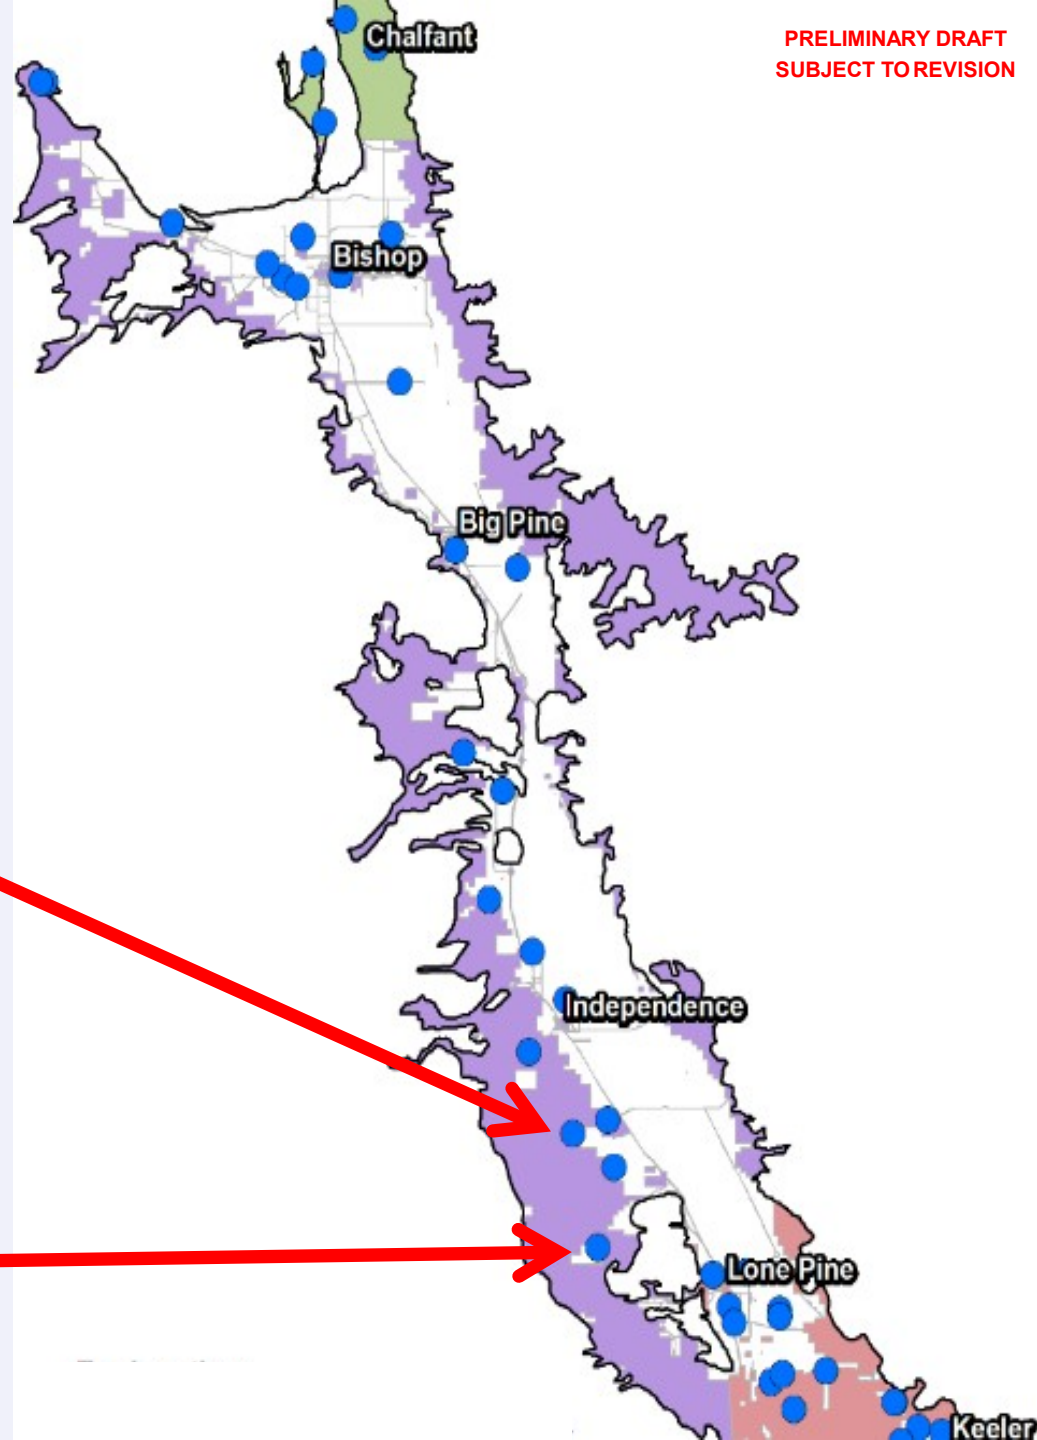 PRELIMINARY DRAFT
SUBJECT TO REVISION
Chalfant
Bishop
Big Pine
Independence
Lone Pine
Keeler